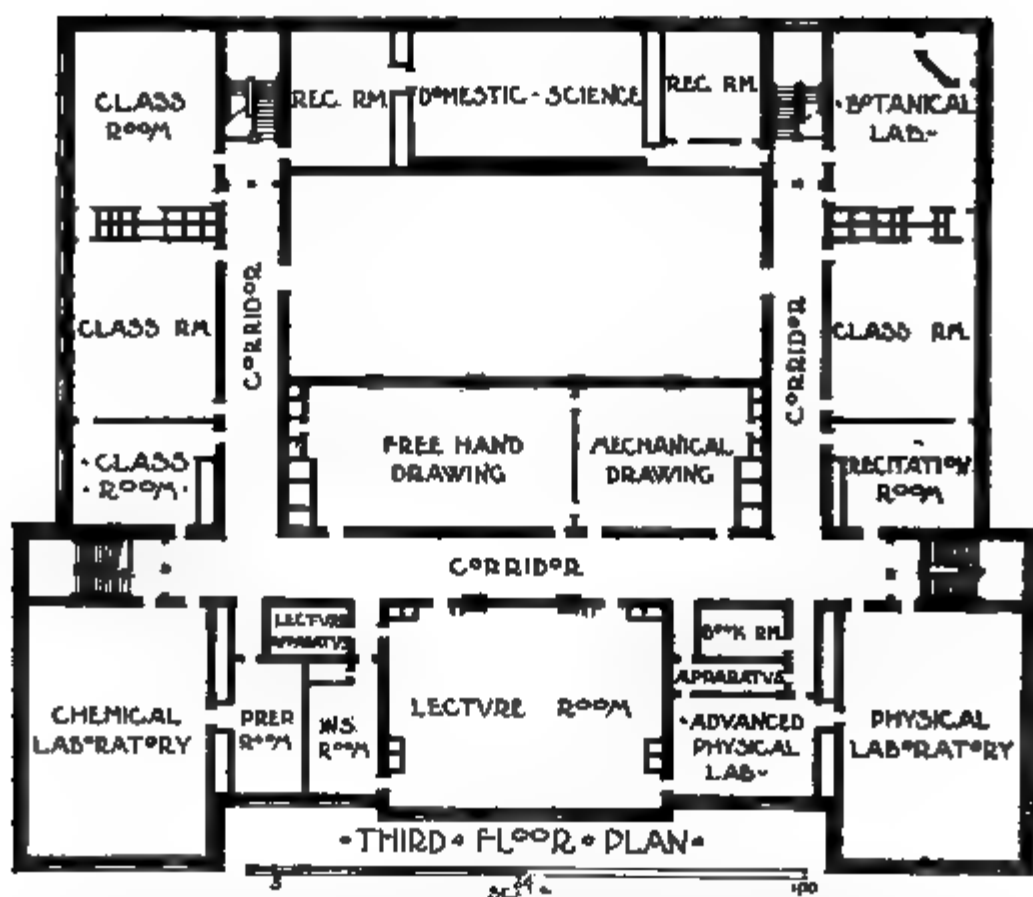 CLASS
ROOM
REC. RM.
DOMESTIC - SCIENCE
REC. RM.
BOTANICAL
LAB-
CLASS RM.
CORRIDOR
CORRIDOR
CLASS RM.
CLASS
ROOM
FREE HAND
DRAWING
MECHANICAL
DRAWING
RECITATION
ROOM
CORRIDOR
LECTURE
APPARATUS
BOOK RM.
APPARATUS
CHEMICAL
LABORATORY
PREP
ROOM
ROOM
LECTURE ROOM
ADVANCED
PHYSICAL
LAB-
PHYSICAL
LABORATORY
•THIRD•FLOOR•PLAN•
100